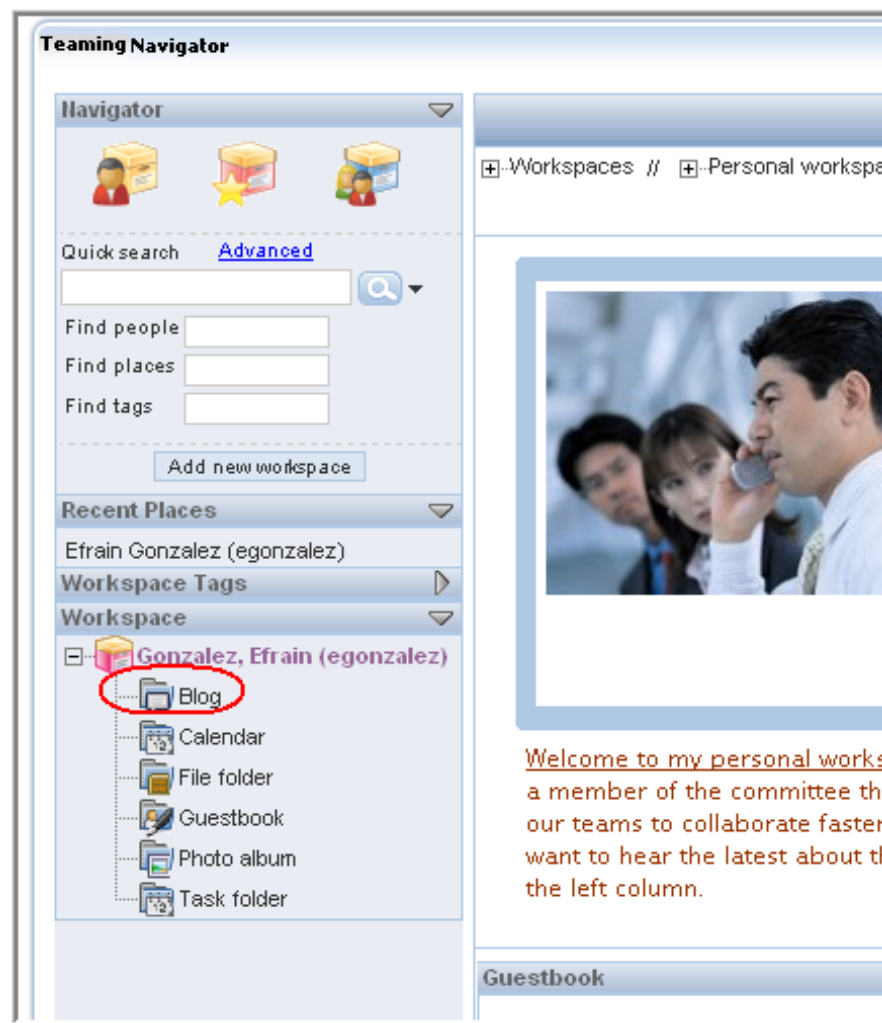 Teaming Navigator
Navigator
Quick search Advanced
Find people
Find places
Find tags
Add new workspace
Recent Places
Efrain Gonzalez (egonzalez)
Workspace Tags
Workspace
Gonzalez, Efrain (egonzalez)
Blog
Calendar
File folder
Guestbook
Photo album
Task folder
Workspaces // Personal workspa
Welcome to my personal works
a member of the committee th
our teams to collaborate faster
want to hear the latest about th
the left column.
Guestbook